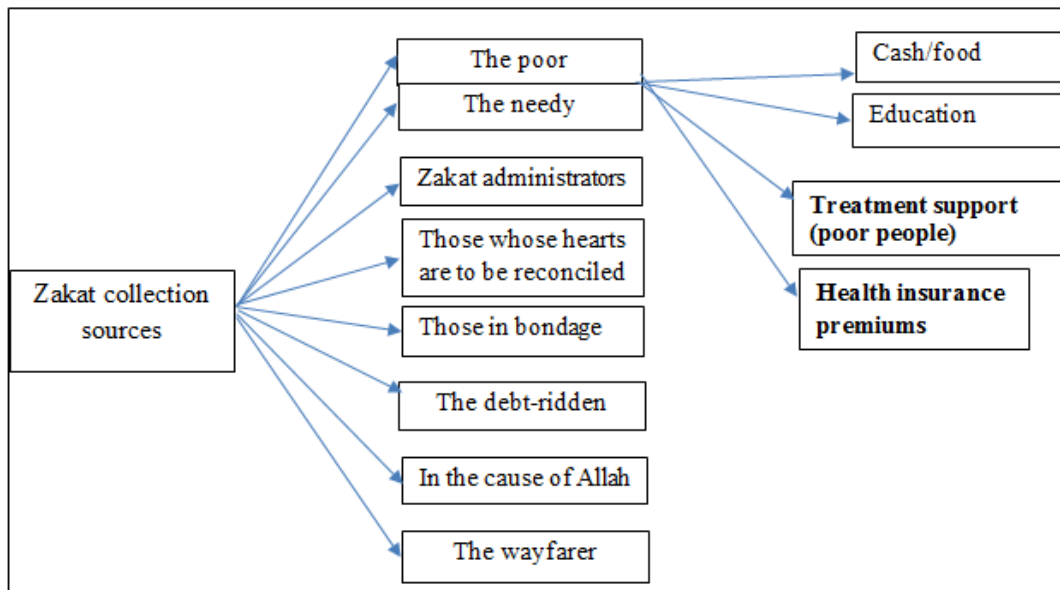 Zakat collection
sources
The poor
The needy
Zakat administrators
Those whose hearts
are to be reconciled
Those in bondage
The debt-ridden
In the cause of Allah
The wayfarer
Cash/food
Education
Treatment support
(poor people)
Health insurance
premiums